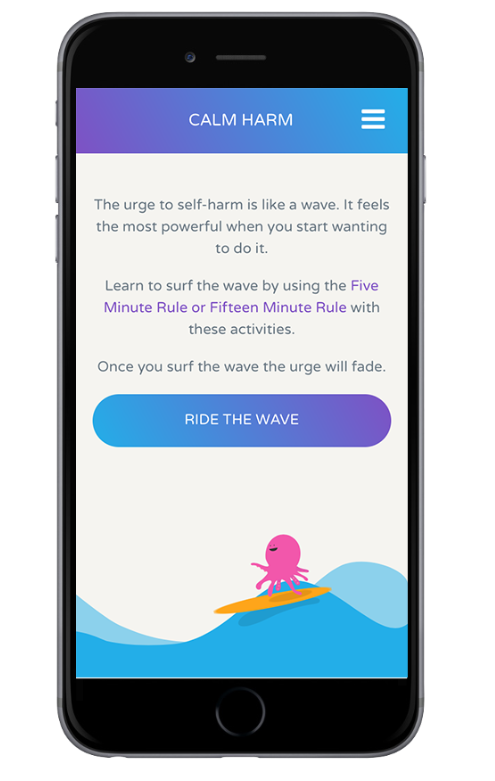 CALM HARM
The urge to self-harm is like a wave. It feels
the most powerful when you start wanting
to do it.
Learn to surf the wave by using the Five
Minute Rule or Fifteen Minute Rule with
these activities.
Once you surf the wave the urge will fade.
RIDE THE WAVE